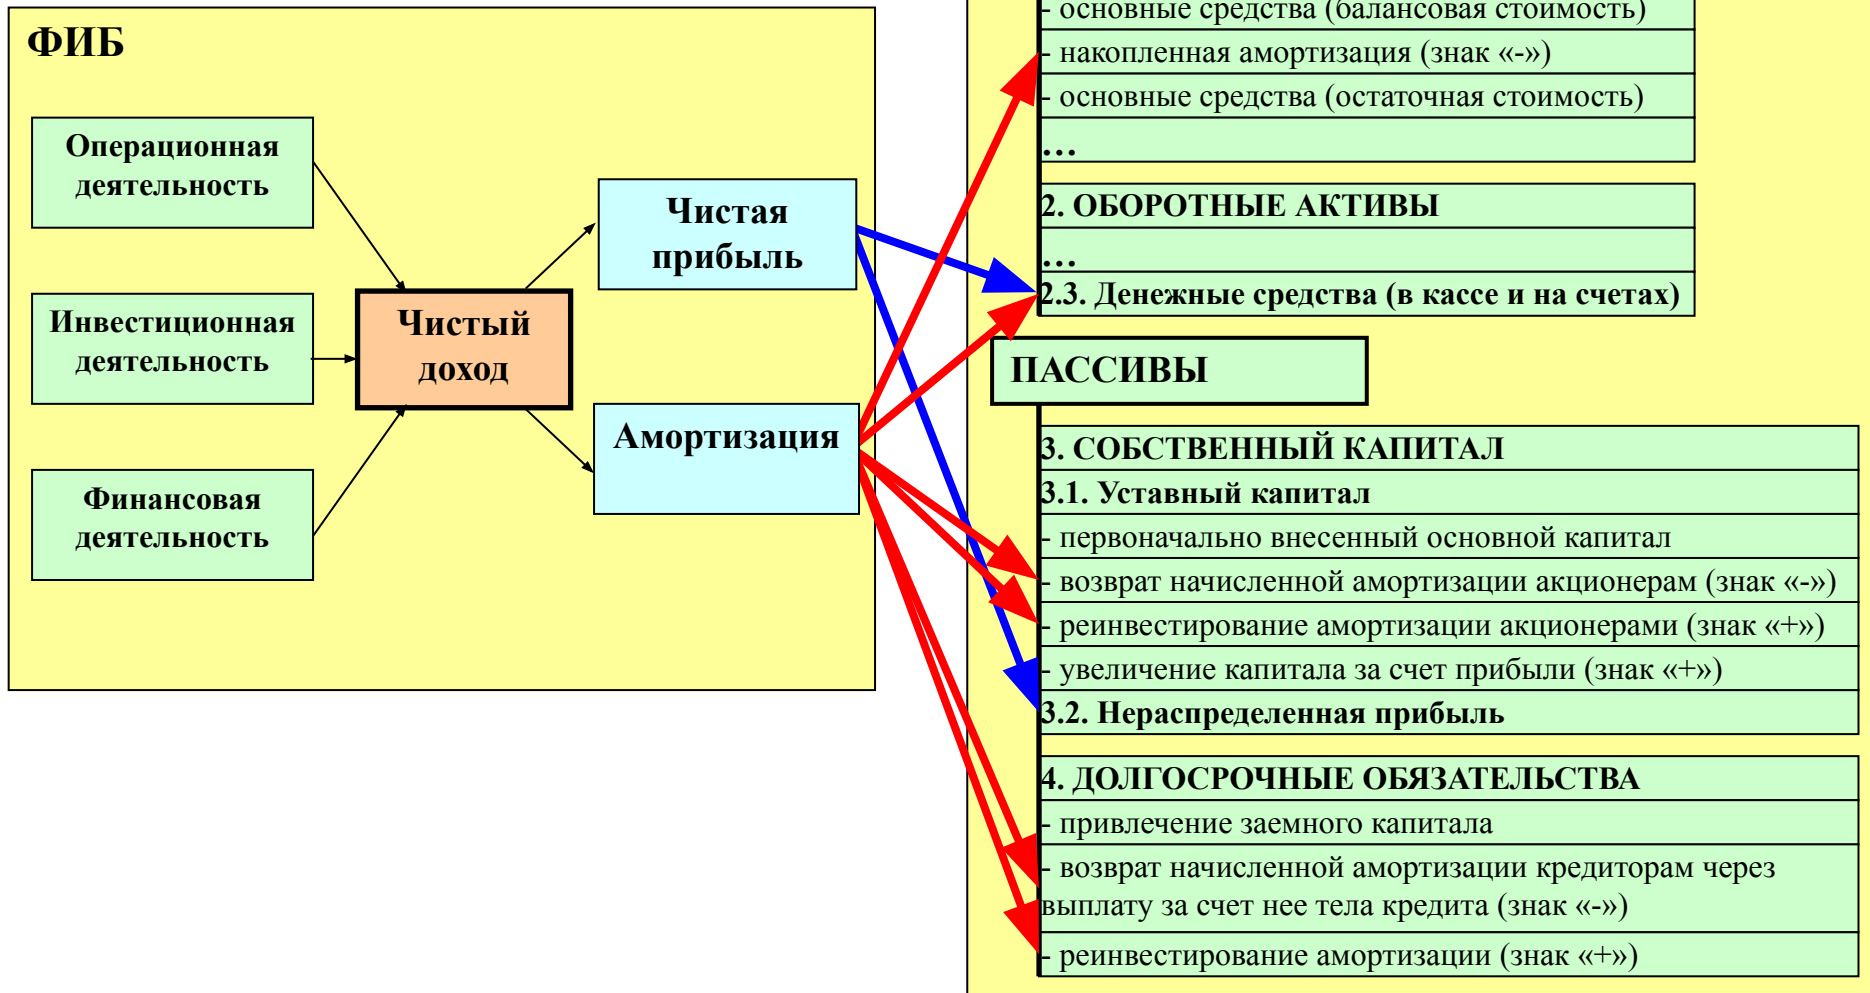 ФИБ
Операционная
деятельность
Инвестиционная
деятельность
Финансовая
деятельность
Чистый
доход
Чистая
прибыль
Амортизация
- основные средства (балансовая стоимость)
- накопленная амортизация (знак «-»)
- основные средства (остаточная стоимость)
…
2. ОБОРОТНЫЕ АКТИВЫ
…
2.3. Денежные средства (в кассе и на счетах)
ПАССИВЫ
3. СОБСТВЕННЫЙ КАПИТАЛ
3.1. Уставный капитал
- первоначально внесенный основной капитал
- возврат начисленной амортизации акционерам (знак «-»)
- реинвестирование амортизации акционерами (знак «+»)
- увеличение капитала за счет прибыли (знак «+»)
3.2. Нераспределенная прибыль
4. ДОЛГОСРОЧНЫЕ ОБЯЗАТЕЛЬСТВА
- привлечение заемного капитала
- возврат начисленной амортизации кредиторам через
выплату за счет нее тела кредита (знак «-»)
- реинвестирование амортизации (знак «+»)